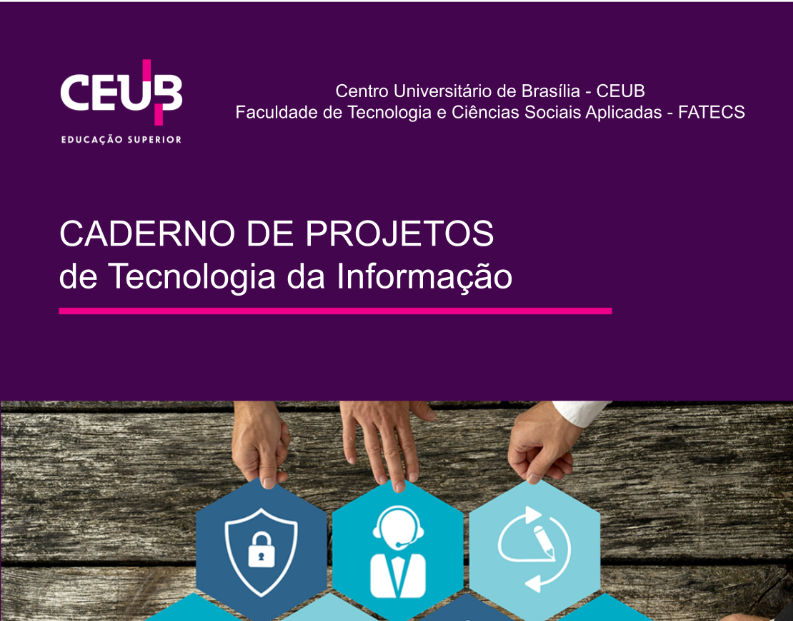 CEUB
EDUCAÇÃO SUPERIOR
Centro Universitário de Brasília - CEUB
Faculdade de Tecnologia e Ciências Sociais Aplicadas - FATECS
CADERNO DE PROJETOS
de Tecnologia da Informação